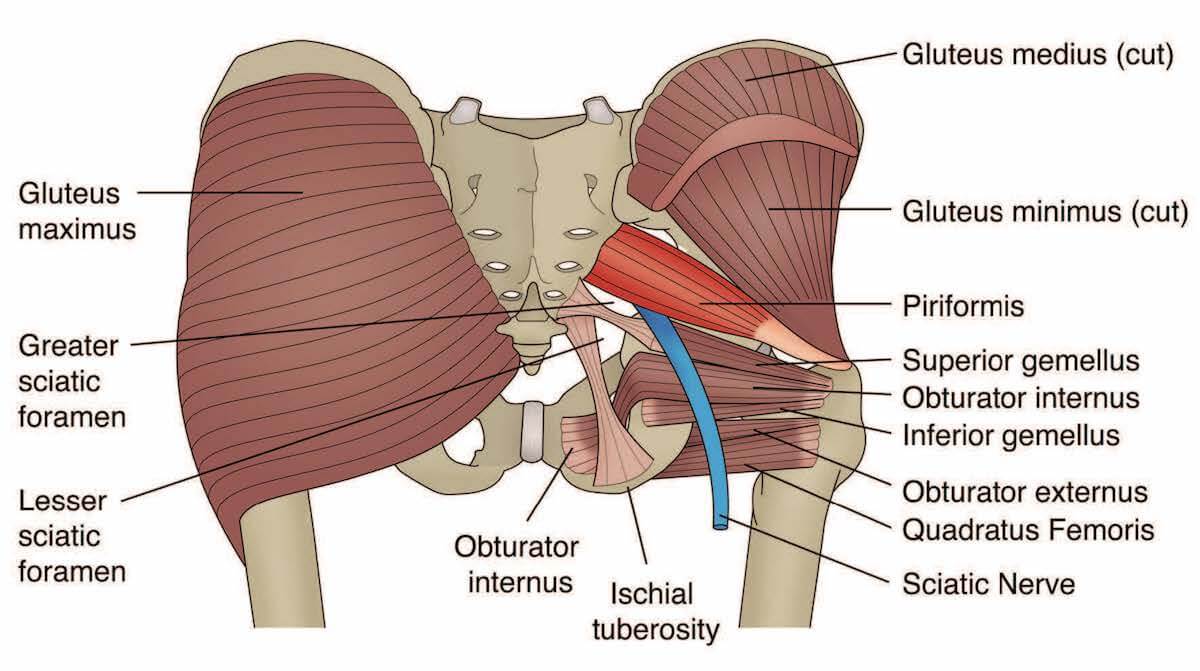 Gluteus medius (cut)
Gluteus
maximus
Gluteus minimus (cut)
Piriformis
Greater
sciatic
foramen
Superior gemellus
Obturator internus
Inferior gemellus
Lesser
sciatic
foramen
Obturator externus
Quadratus Femoris
Obturator
internus
Sciatic Nerve
Ischial
tuberosity